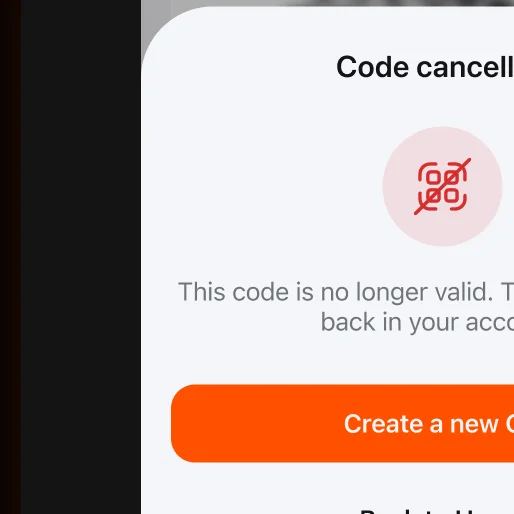 Code cancell
This code is no longer valid. T
back in your acco
Create a new